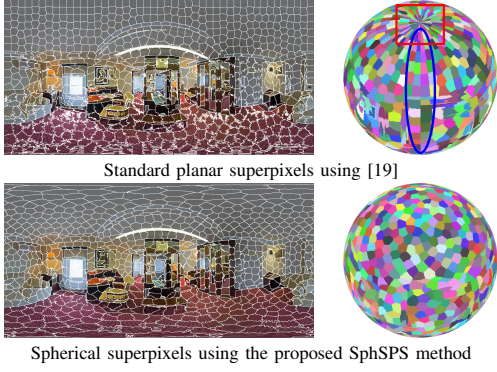 Standard planar superpixels using [19]
Spherical superpixels using the proposed SphSPS method